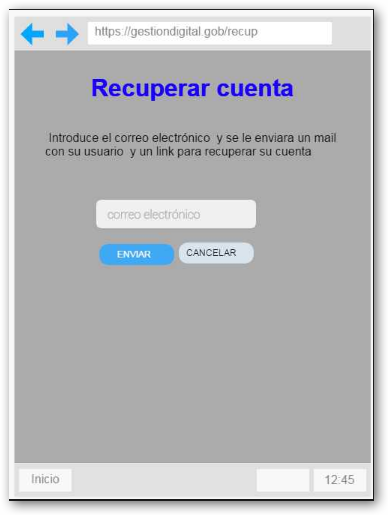 https://gestiondigital.gob/recup
Recuperar cuenta
Introduce el correo electrónico y se le enviara un mail
con su usuario y un link para recuperar su cuenta
correo electrónico
ENVIAR CANCELAR
Inicio 12:45